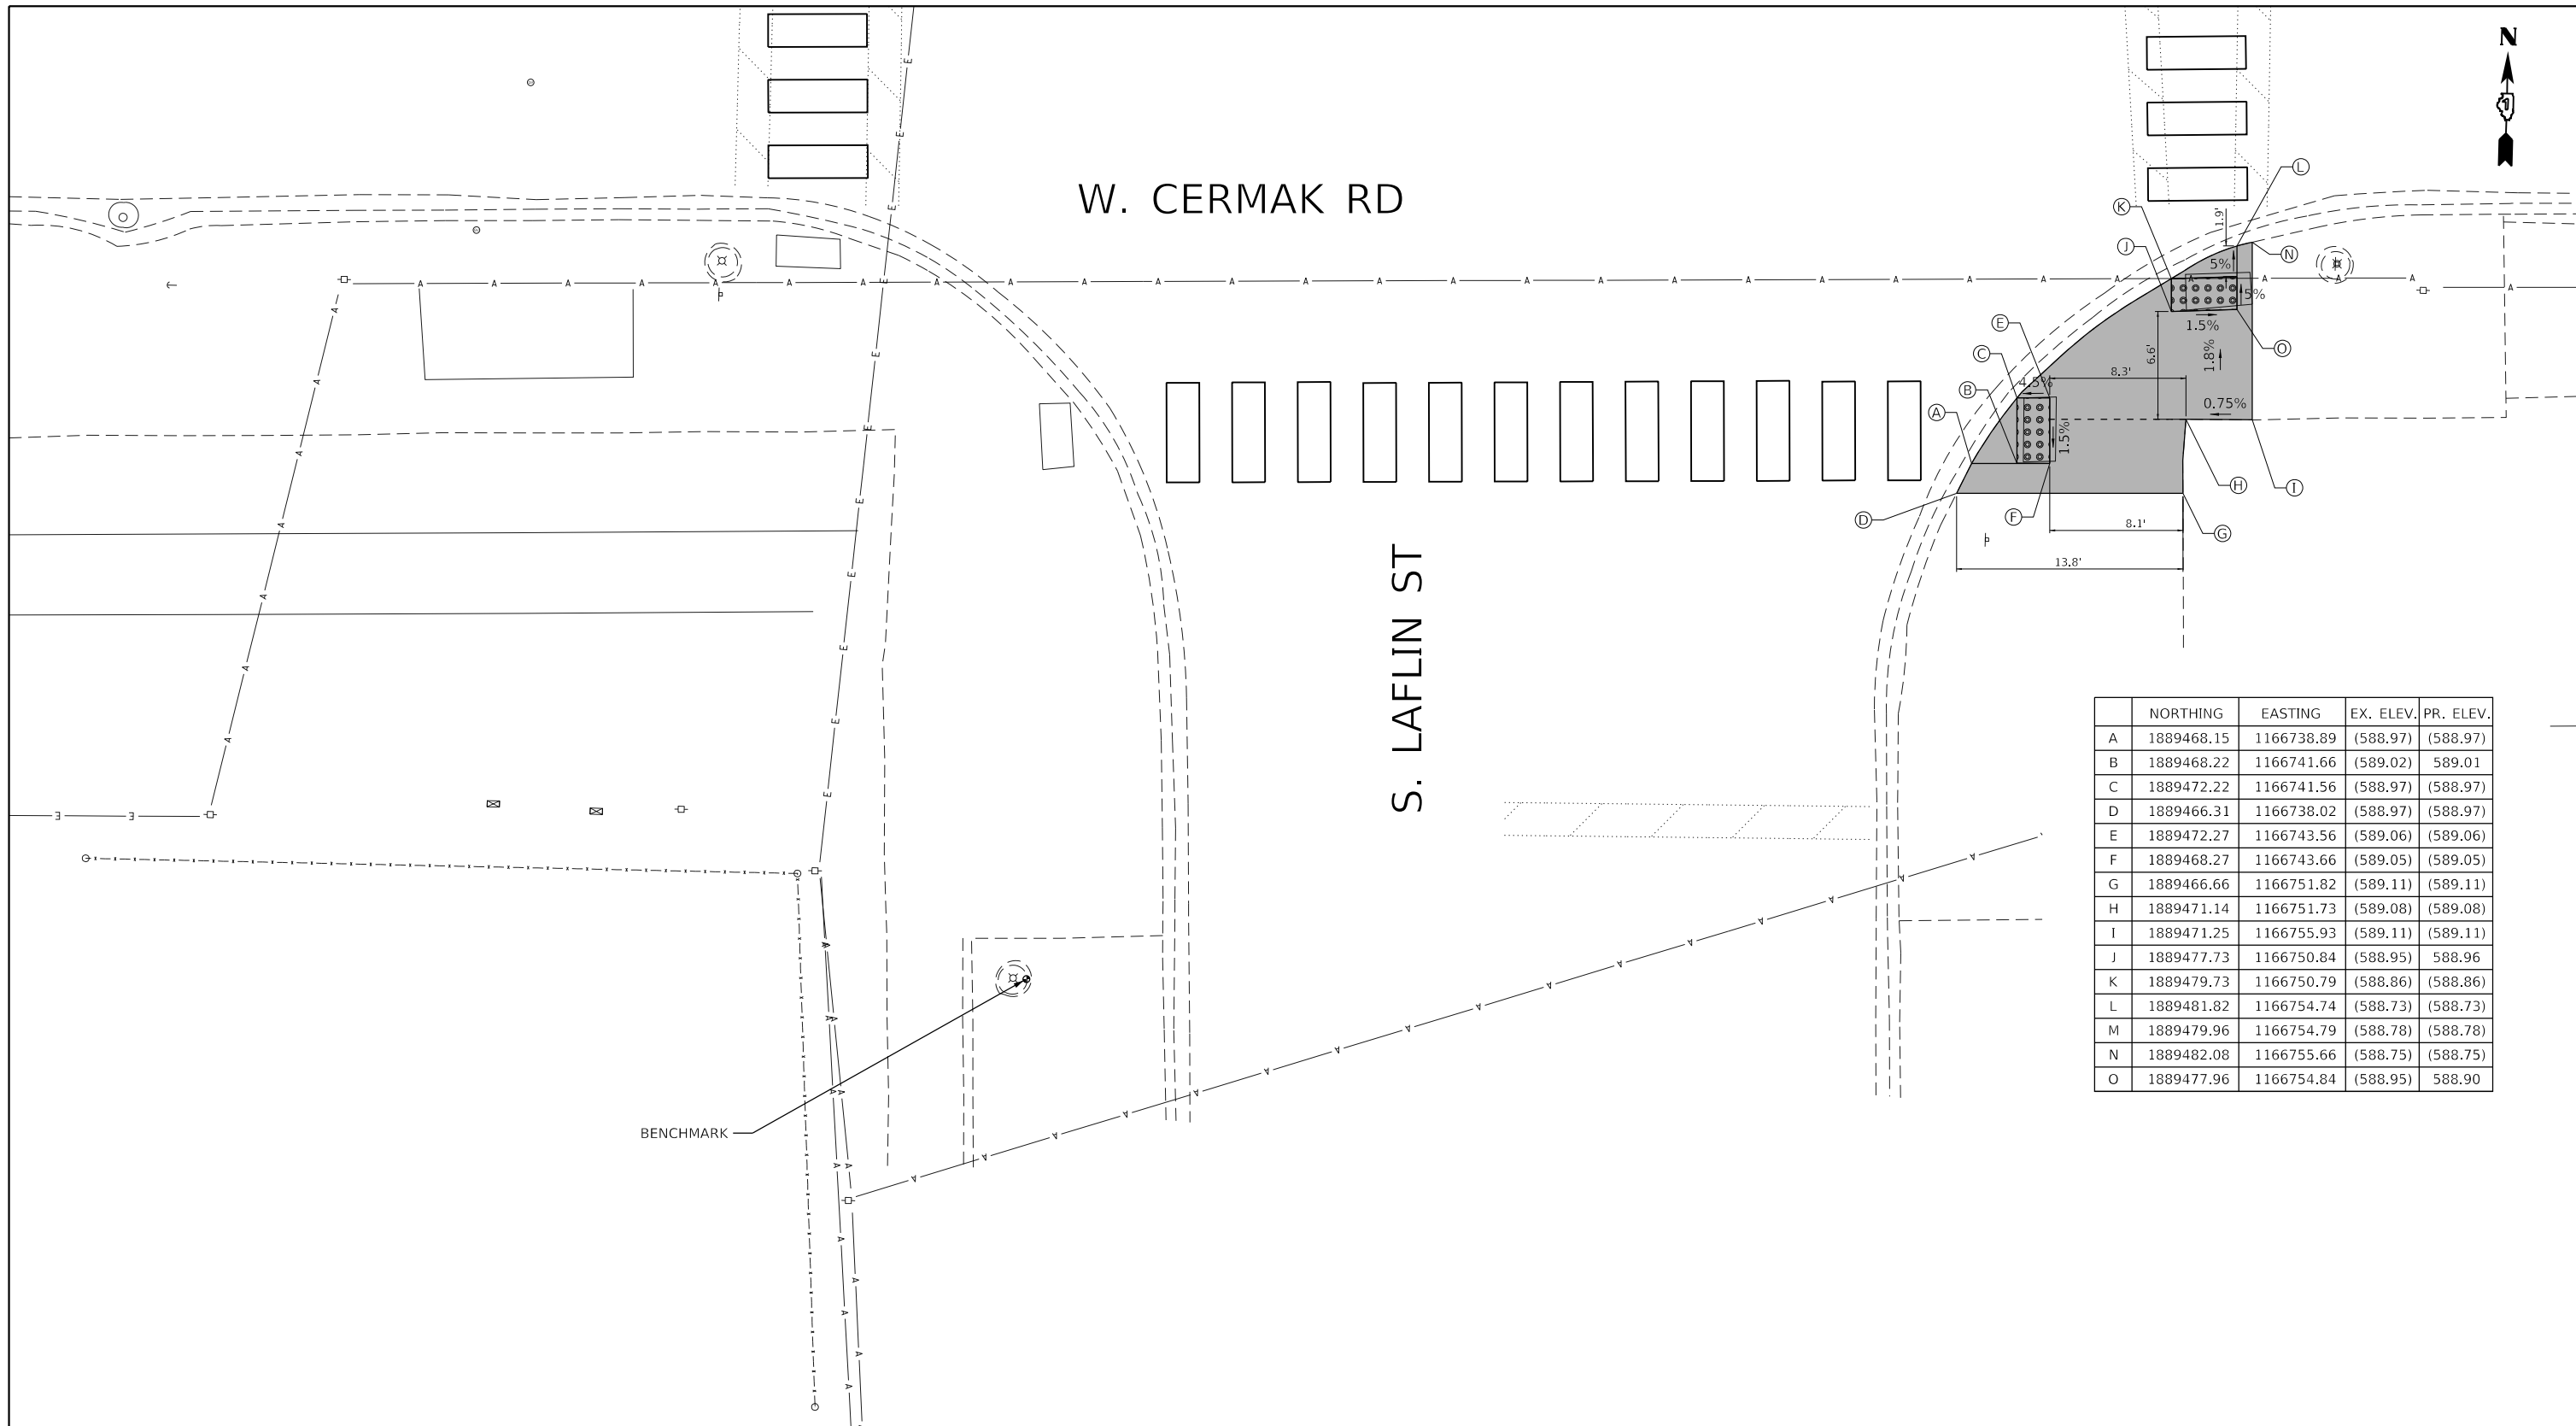 N
1
W. CERMAK RD
L
K
1.9'
J
N
5%
5%
1.5%
E
O
C
6.6'
1.8%
8.3'
4.5%
B
A
0.75%
1.5%
H
I
D
F
8.1'
G
13.8'
S. LAFLIN ST
NORTHING EASTING EX. ELEV. PR. ELEV.
A 1889468.15 1166738.89 (588.97) (588.97)
B 1889468.22 1166741.66 (589.02) 589.01
C 1889472.22 1166741.56 (588.97) (588.97)
D 1889466.31 1166738.02 (588.97) (588.97)
E 1889472.27 1166743.56 (589.06) (589.06)
F 1889468.27 1166743.66 (589.05) (589.05)
G 1889466.66 1166751.82 (589.11) (589.11)
H 1889471.14 1166751.73 (589.08) (589.08)
I 1889471.25 1166755.93 (589.11) (589.11)
J 1889477.73 1166750.84 (588.95) 588.96
K 1889479.73 1166750.79 (588.86) (588.86)
L 1889481.82 1166754.74 (588.73) (588.73)
M 1889479.96 1166754.79 (588.78) (588.78)
N 1889482.08 1166755.66 (588.75) (588.75)
O 1889477.96 1166754.84 (588.95) 588.90
BENCHMARK